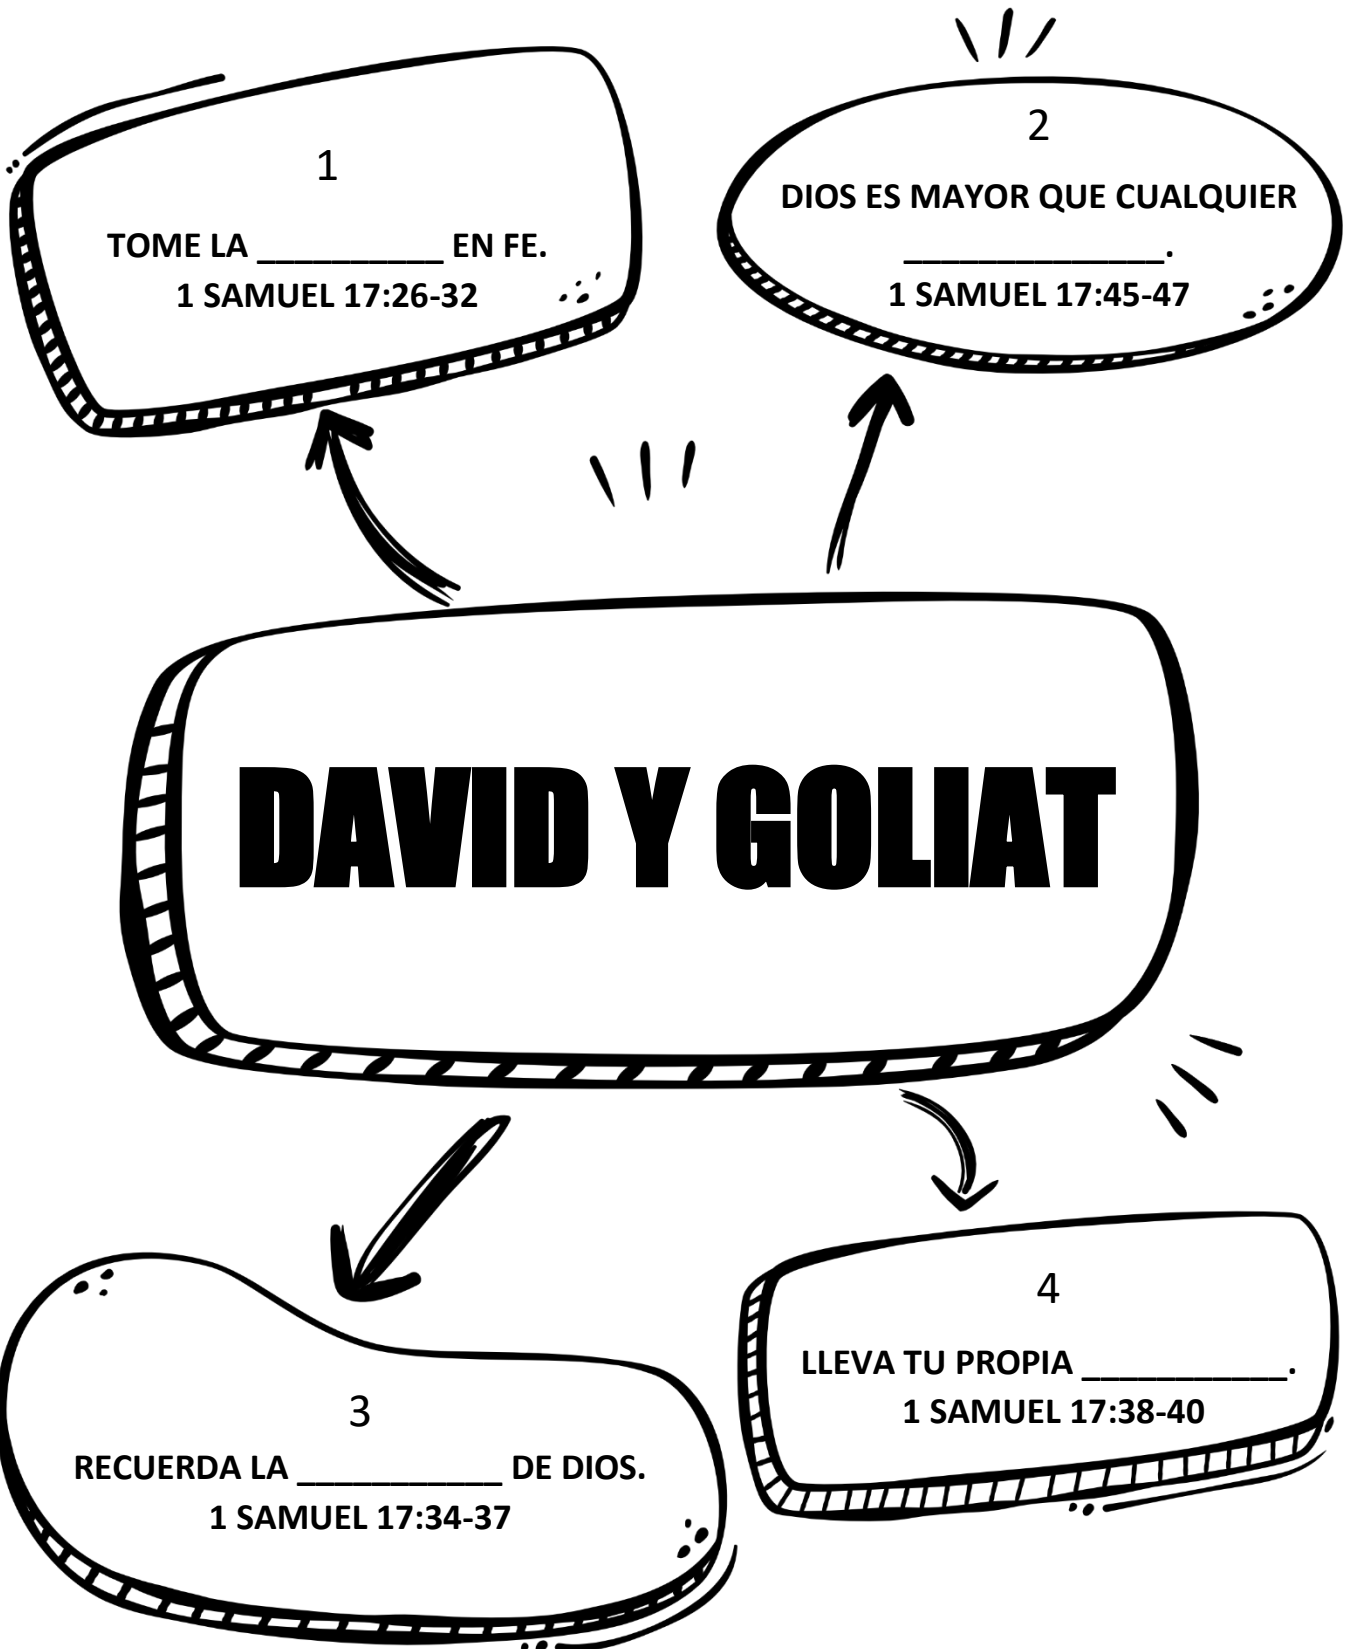 1
TOME LA __________ EN FE.
1 SAMUEL 17:26-32
2
DIOS ES MAYOR QUE CUALQUIER
______________.
1 SAMUEL 17:45-47
DAVID Y GOLIAT
3
RECUERDA LA ___________ DE DIOS.
1 SAMUEL 17:34-37
4
LLEVA TU PROPIA ___________.
1 SAMUEL 17:38-40